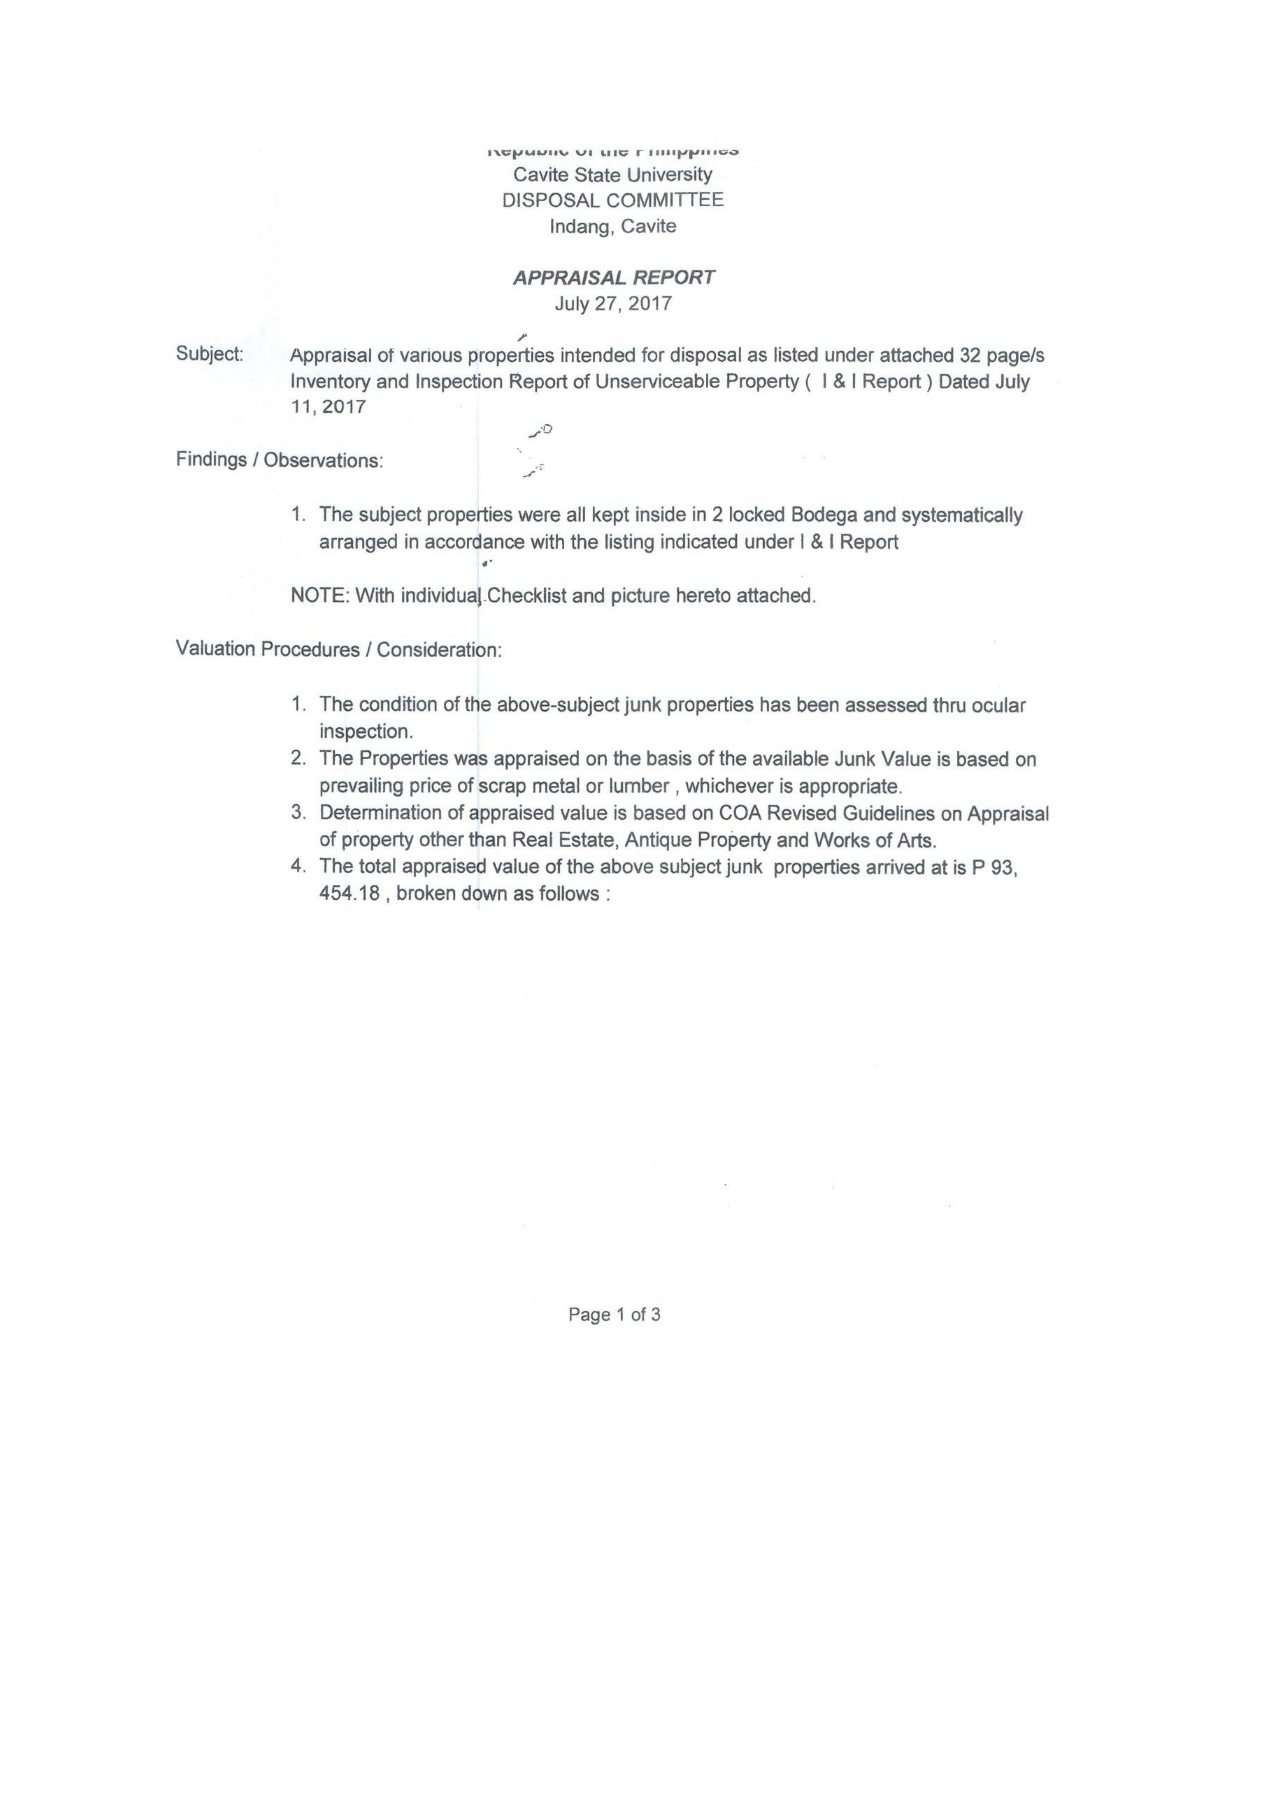 Republic of the Philippines
Cavite State University
DISPOSAL COMMITTEE
Indang, Cavite
APPRAISAL REPORT
July 27, 2017
Subject: Appraisal of various properties intended for disposal as listed under attached 32 page/s
Inventory and Inspection Report of Unserviceable Property ( I & I Report ) Dated July
11, 2017
Findings / Observations:
1. The subject properties were all kept inside in 2 locked Bodega and systematically
arranged in accordance with the listing indicated under I & I Report
NOTE: With individual Checklist and picture hereto attached.
Valuation Procedures / Consideration:
1. The condition of the above-subject junk properties has been assessed thru ocular
inspection.
2. The Properties was appraised on the basis of the available Junk Value is based on
prevailing price of scrap metal or lumber , whichever is appropriate.
3. Determination of appraised value is based on COA Revised Guidelines on Appraisal
of property other than Real Estate, Antique Property and Works of Arts.
4. The total appraised value of the above subject junk properties arrived at is P 93,
454.18 , broken down as follows :
Page 1 of 3